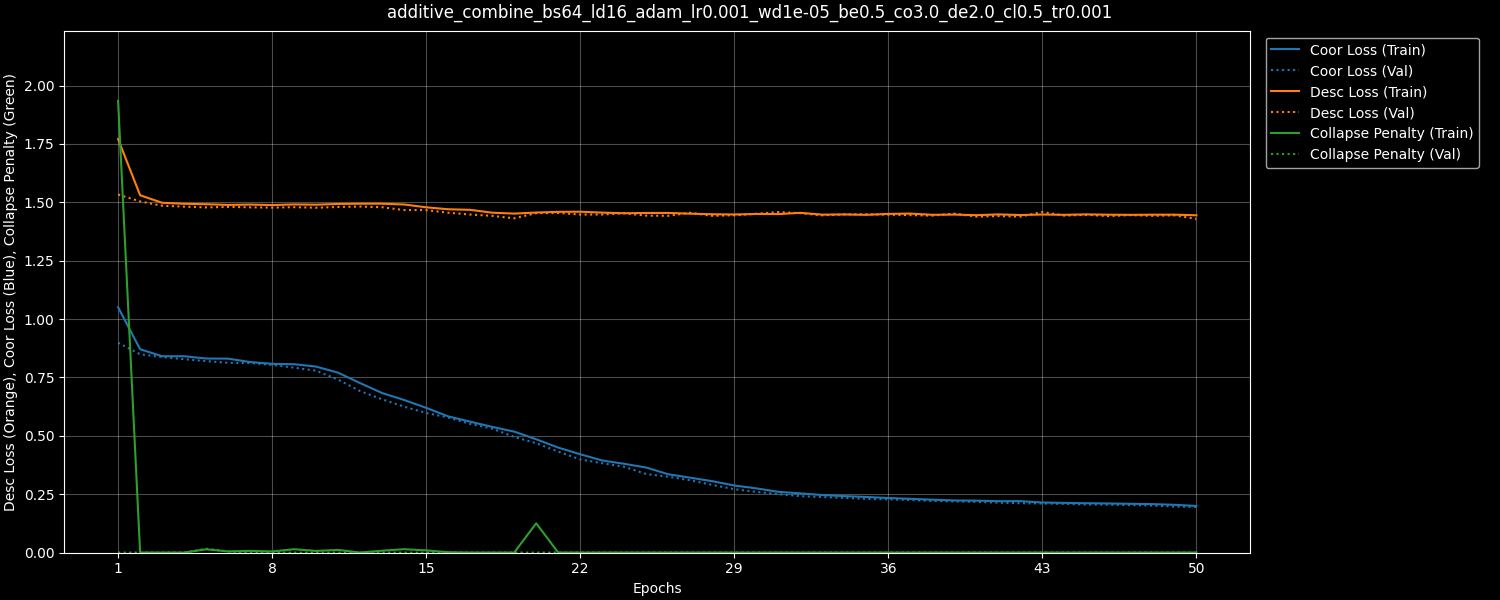 additive_combine_bs64_ld16_adam_lr0.001_wd1e-05_be0.5_co3.0_de2.0_cl0.5_tr0.001
Desc Loss (Orange), Coor Loss (Blue), Collapse Penalty (Green)
2.00
1.75
1.50
1.25
1.00
0.75
0.50
0.25
0.00
1 8 15 22 29 36 43 50
Epochs
Coor Loss (Train)
Coor Loss (Val)
Desc Loss (Train)
Desc Loss (Val)
Collapse Penalty (Train)
Collapse Penalty (Val)